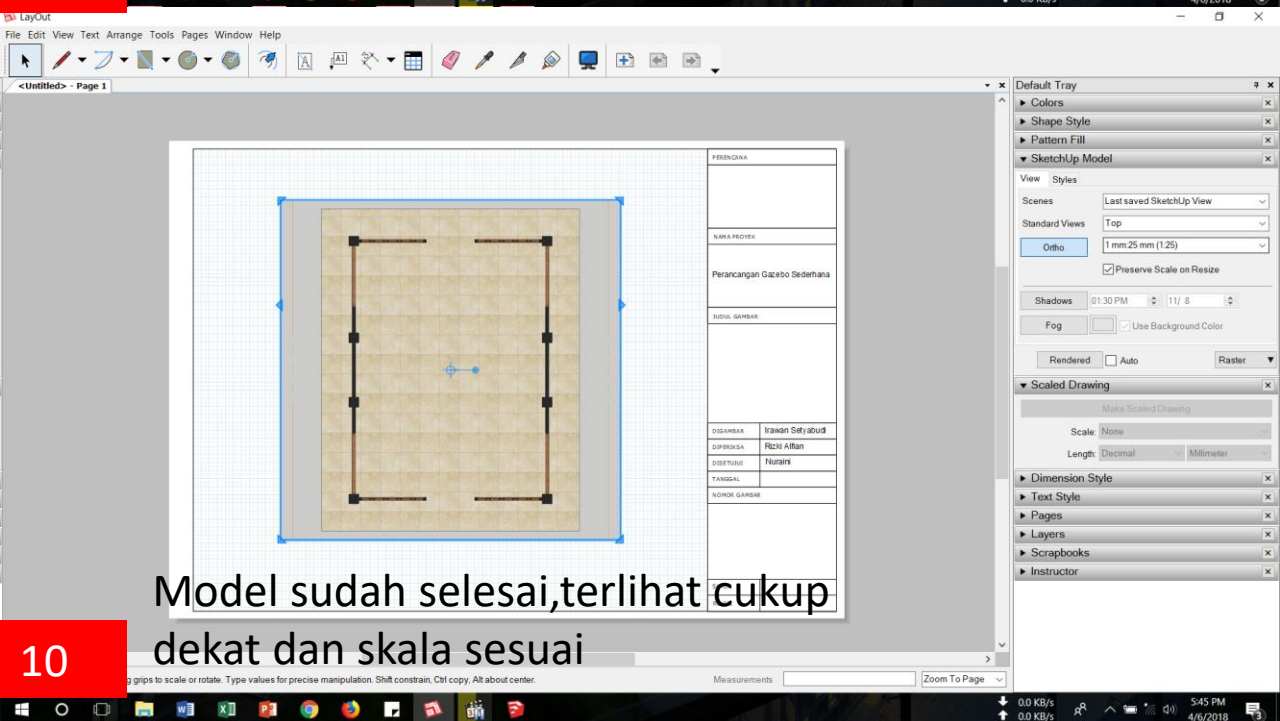 0.0 KB/s
4/6/2018
LayOut
File Edit View Text Arrange Tools Pages Window Help
<Untitled> - Page 1
PERENCANA
NAMA PROYEK
Perancangan Gazebo Sederhana
JUDUL GAMBAR
DIGAMBAR Irawan Setyabudi
DIPERIKSA Rizki Alfian
DISETUJUI Nuraini
TANGGAL
NOMOR GAMBAR
Default Tray
Colors
Shape Style
Pattern Fill
SketchUp Model
View Styles
Scenes Last saved SketchUp View
Standard Views Top
Ortho 1 mm:25 mm (1:25)
Preserve Scale on Resize
Shadows 01:30 PM 11/ 8
Fog Use Background Color
Rendered Auto Raster
Scaled Drawing
Make Scaled Drawing
Scale: None
Length: Decimal Millimeter
Dimension Style
Text Style
Pages
Layers
Scrapbooks
Instructor
Model sudah selesai,terlihat cukup
dekat dan skala sesuai
10
grips to scale or rotate. Type values for precise manipulation. Shift constrain, Ctrl copy, Alt about center.
Measurements
Zoom To Page
0.0 KB/s
0.0 KB/s
5:45 PM
4/6/2018